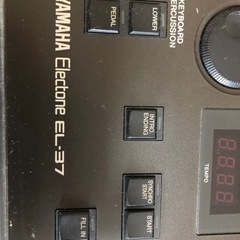 YAMAHA Electone EL-37
KEYBOARD
PERCUSSION
LOWER
PEDAL
INTRO.
ENDING
SYNCHRO
START
START
FILL IN
TEMPO